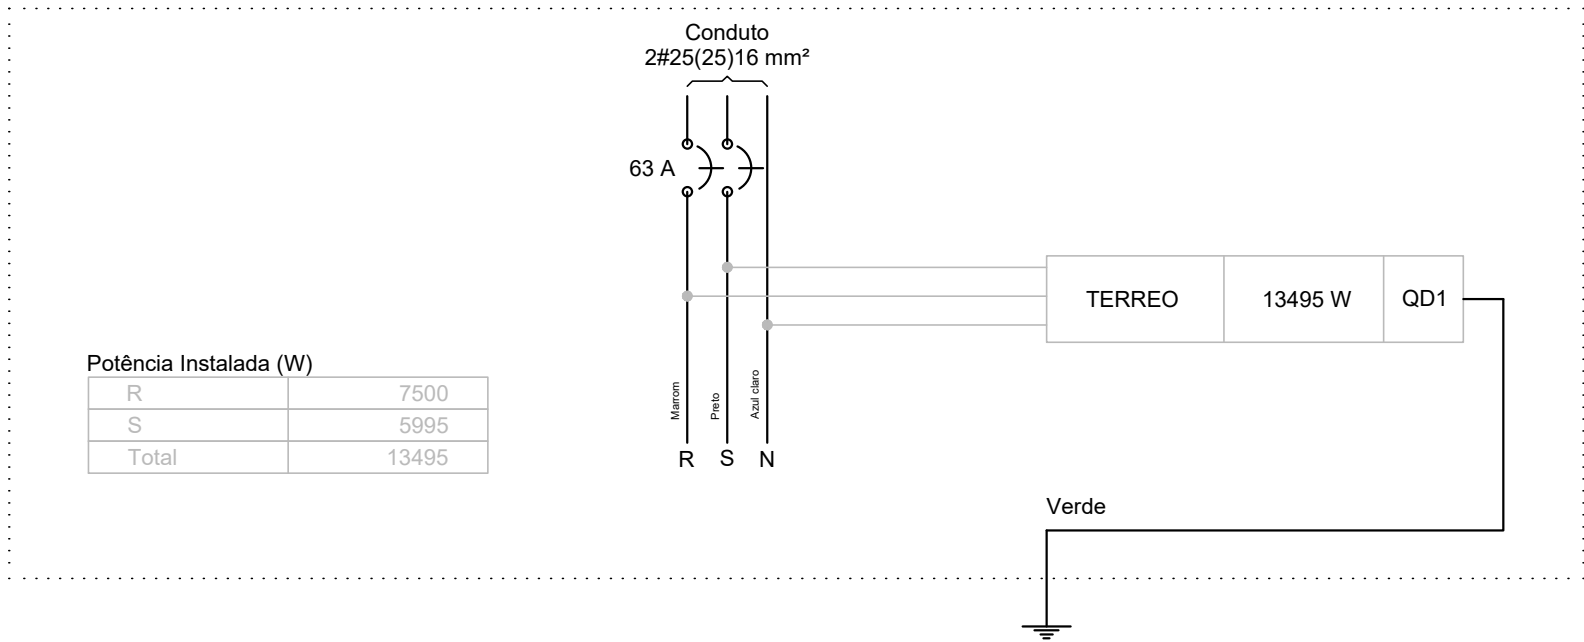 Conduto
2#25(25)16 mm²
63 A
TERREO 13495 W QD1
Potência Instalada (W)
R 7500
S 5995
Total 13495
Marrom
Preto
Azul claro
R S N
Verde